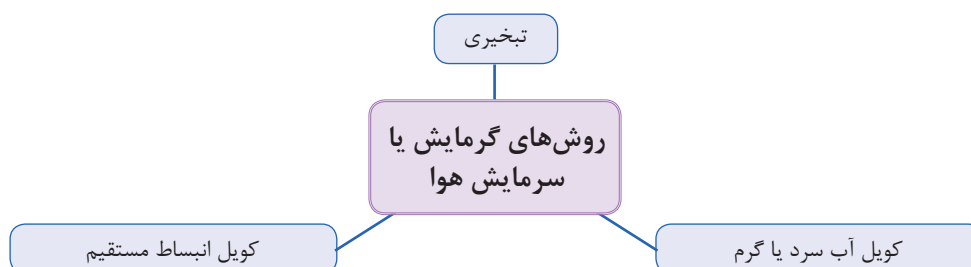 تبخیری
روش‌های گرمایش یا
سرمایش هوا
کویل آب سرد یا گرم
کویل انبساط مستقیم